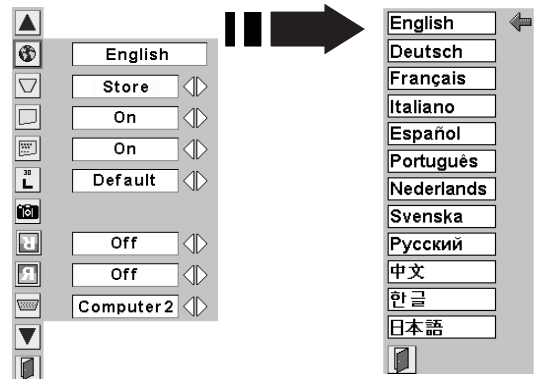 English
Store
On
On
30
L
Default
Off
Off
Computer2
English
Deutsch
Français
Italiano
Español
Português
Nederlands
Svenska
Русский
中文
한글
日本語